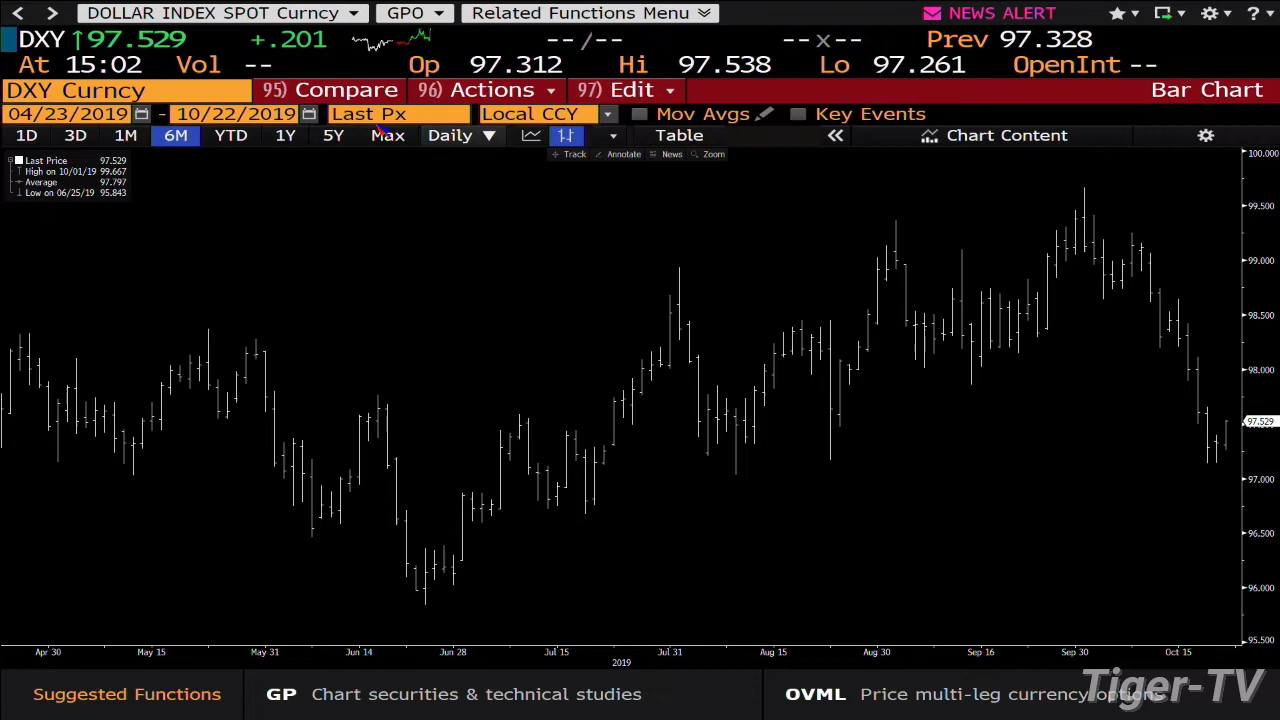 DOLLAR INDEX SPOT Curncy GPO Related Functions Menu NEWS ALERT ?
DXY ↑97.529 +.201 --/-- --x-- Prev 97.328
At 15:02 Vol -- Op 97.312 Hi 97.538 Lo 97.261 OpenInt --
DXY Curncy 95) Compare 96) Actions 97) Edit Bar Chart
04/23/2019 - 10/22/2019 Last Px Local CCY Mov Avgs Key Events
1D 3D 1M 6M YTD 1Y 5Y Max Daily ▼ Table « Chart Content
Track Annotate News Zoom
Last Price 97.529
High on 10/01/19 99.667
Average 97.797
Low on 06/25/19 95.843
100.000
99.500
99.000
98.500
98.000
97.529
97.000
96.500
96.000
95.500
Apr 30 May 15 May 31 Jun 14 Jun 28 Jul 15 Jul 31 Aug 15 Aug 30 Sep 16 Sep 30 Oct 15
2019
Suggested Functions GP Chart securities & technical studies OVML Price multi-leg currency options
Tiger-TV